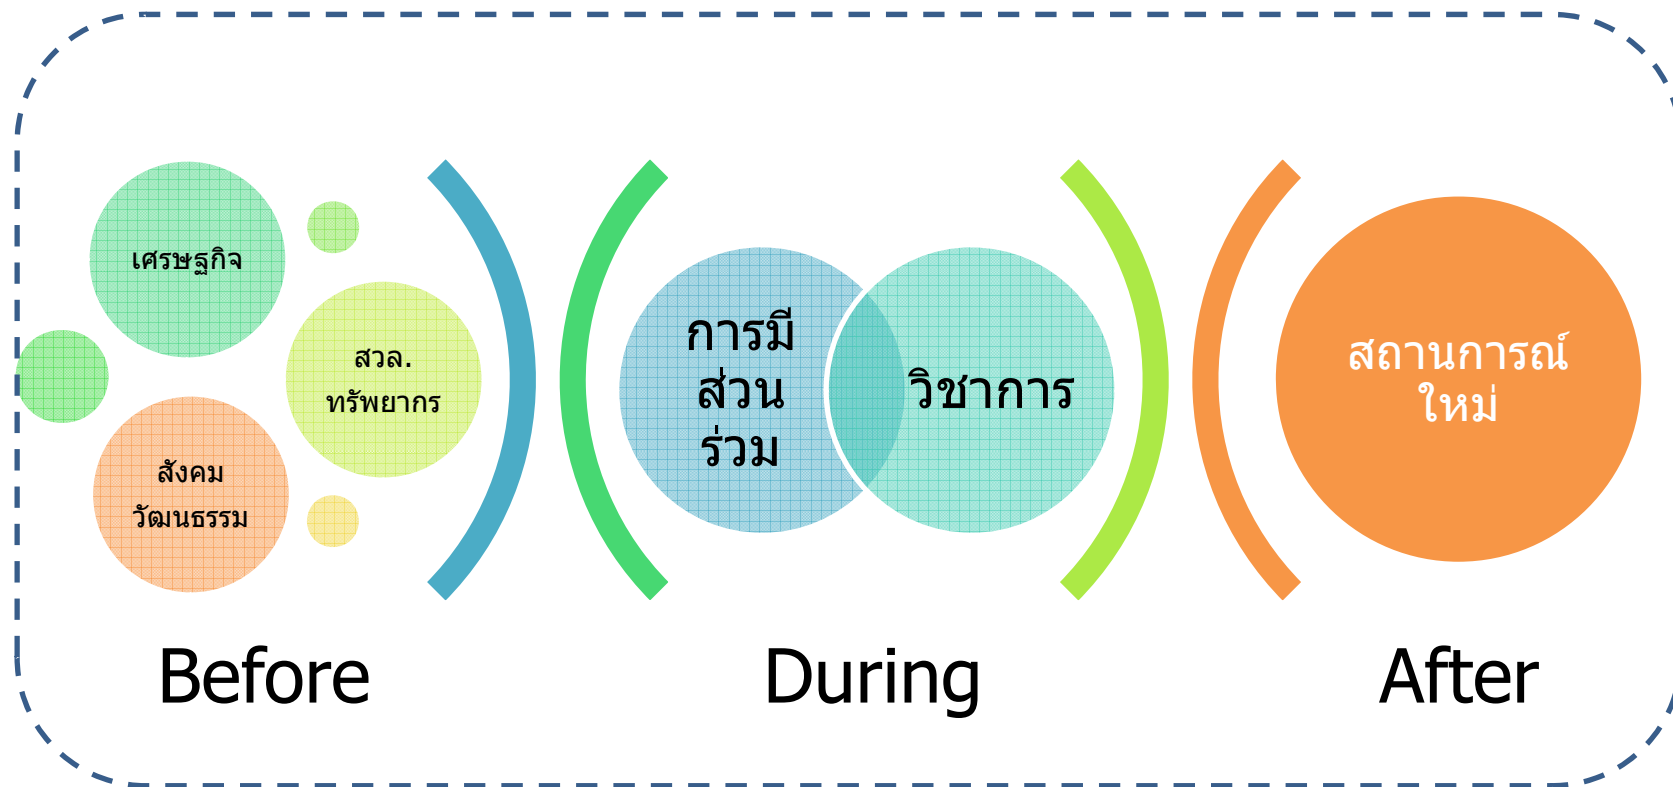 เศรษฐกิจ
สวล.
ทรัพยากร
สังคม
วัฒนธรรม
การมี
ส่วน
ร่วม
วิชาการ
สถานการณ์
ใหม่
Before
During
After